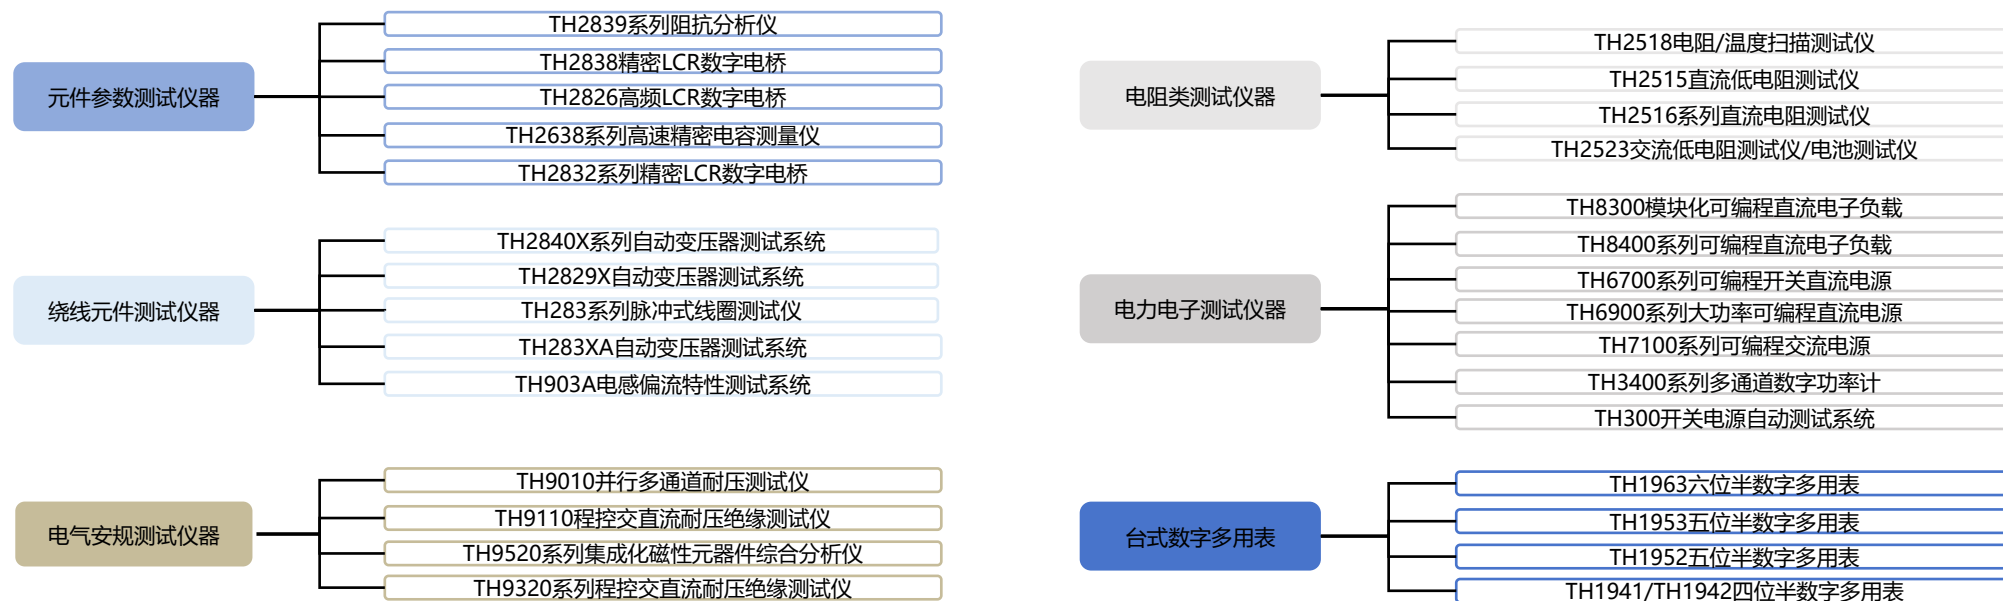 元件参数测试仪器
TH2839系列阻抗分析仪
TH2838精密LCR数字电桥
TH2826高频LCR数字电桥
TH2638系列高速精密电容测量仪
TH2832系列精密LCR数字电桥
绕线元件测试仪器
TH2840X系列自动变压器测试系统
TH2829X自动变压器测试系统
TH283系列脉冲式线圈测试仪
TH283XA自动变压器测试系统
TH903A电感偏流特性测试系统
电气安规测试仪器
TH9010并行多通道耐压测试仪
TH9110程控交直流耐压绝缘测试仪
TH9520系列集成化磁性元器件综合分析仪
TH9320系列程控交直流耐压绝缘测试仪
电阻类测试仪器
TH2518电阻/温度扫描测试仪
TH2515直流低电阻测试仪
TH2516系列直流电阻测试仪
TH2523交流低电阻测试仪/电池测试仪
电力电子测试仪器
TH8300模块化可编程直流电子负载
TH8400系列可编程直流电子负载
TH6700系列可编程开关直流电源
TH6900系列大功率可编程直流电源
TH7100系列可编程交流电源
TH3400系列多通道数字功率计
TH300开关电源自动测试系统
台式数字多用表
TH1963六位半数字多用表
TH1953五位半数字多用表
TH1952五位半数字多用表
TH1941/TH1942四位半数字多用表